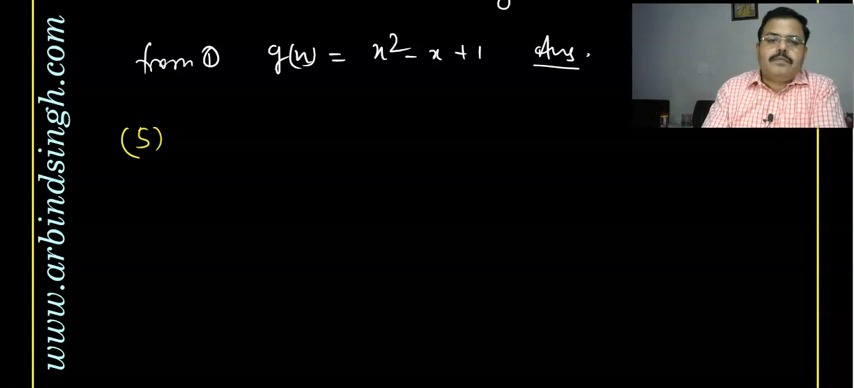 from ① g(x) = x² - x + 1 Ans.
(5)
www.arbindsingh.com